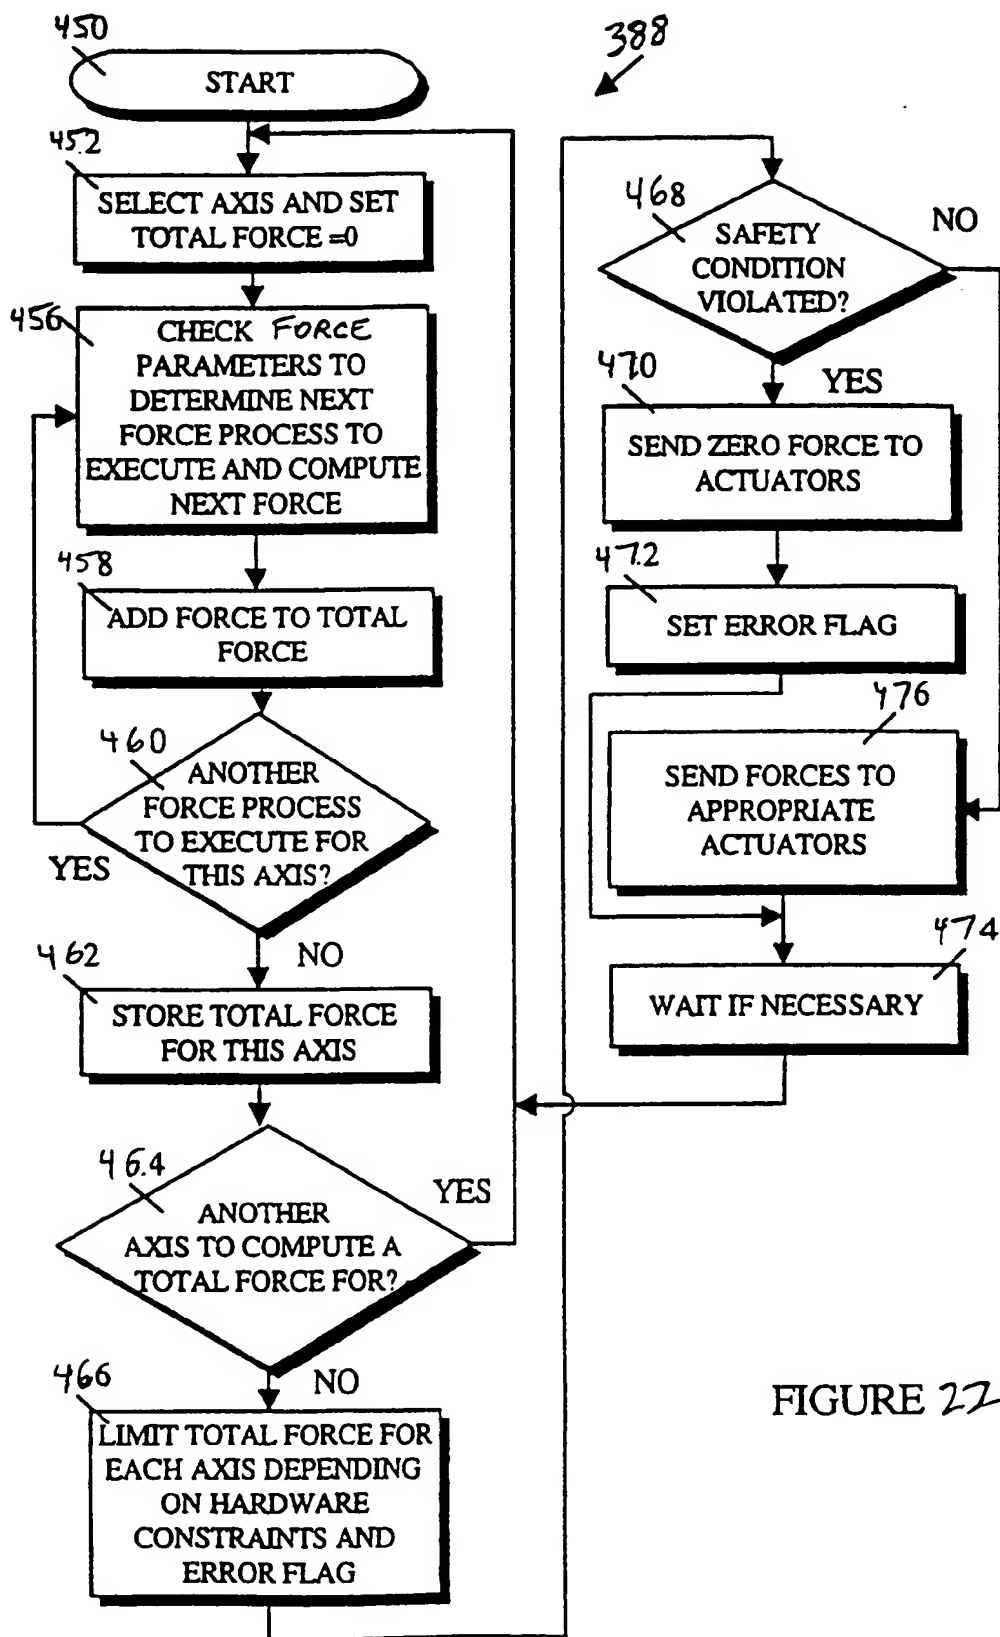 450
START
452
SELECT AXIS AND SET
TOTAL FORCE =0
456
CHECK FORCE
PARAMETERS TO
DETERMINE NEXT
FORCE PROCESS TO
EXECUTE AND COMPUTE
NEXT FORCE
458
ADD FORCE TO TOTAL
FORCE
460
ANOTHER
FORCE PROCESS
TO EXECUTE FOR
THIS AXIS?
YES
NO
462
STORE TOTAL FORCE
FOR THIS AXIS
464
ANOTHER
AXIS TO COMPUTE A
TOTAL FORCE FOR?
YES
NO
466
LIMIT TOTAL FORCE FOR
EACH AXIS DEPENDING
ON HARDWARE
CONSTRAINTS AND
ERROR FLAG
388
468
SAFETY
CONDITION
VIOLATED?
NO
YES
470
SEND ZERO FORCE TO
ACTUATORS
472
SET ERROR FLAG
476
SEND FORCES TO
APPROPRIATE
ACTUATORS
474
WAIT IF NECESSARY
FIGURE 22